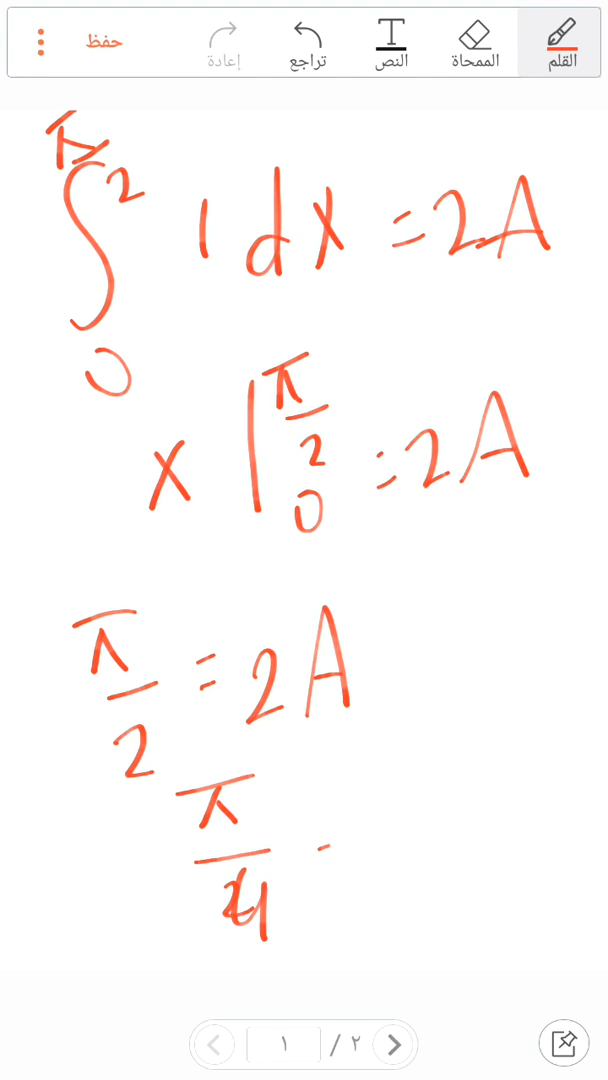 حفظ إعادة تراجع النص الممحاة القلم
∫₀^(π/2) 1 dx = 2A
x |₀^(π/2) = 2A
π/2 = 2A
π/4 =
١ / ٢